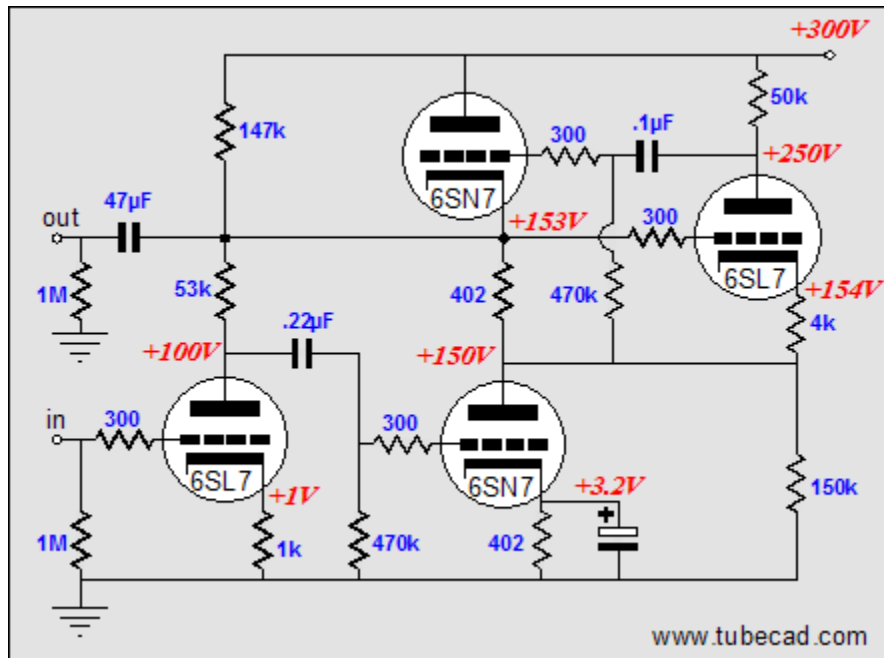 +300V
147k
50k
300
.1µF
+250V
6SN7
47µF
out
+153V
300
6SL7
1M
53k
402
470k
+154V
4k
.22µF
+100V
+150V
in
300
300
6SL7
6SN7
+1V
+3.2V
150k
1M
1k
470k
402
+
www.tubecad.com